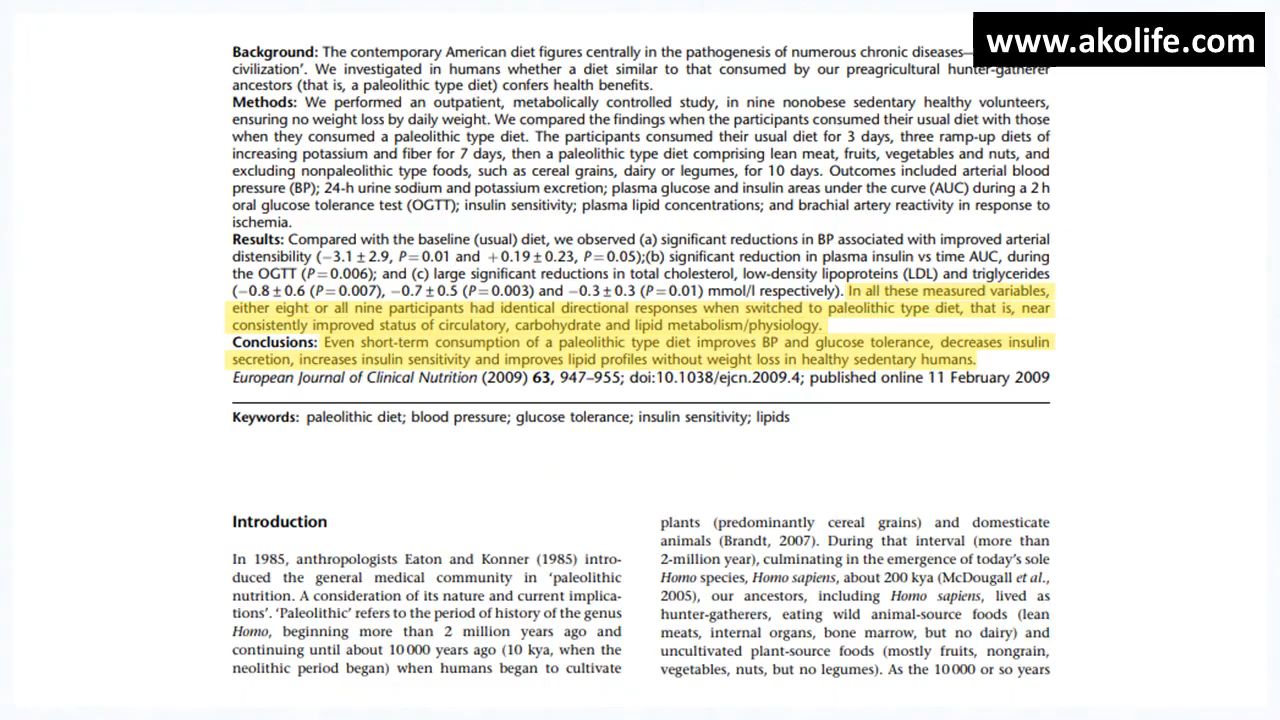 www.akolife.com
Background: The contemporary American diet figures centrally in the pathogenesis of numerous chronic diseases—
civilization’. We investigated in humans whether a diet similar to that consumed by our preagricultural hunter-gatherer
ancestors (that is, a paleolithic type diet) confers health benefits.
Methods: We performed an outpatient, metabolically controlled study, in nine nonobese sedentary healthy volunteers,
ensuring no weight loss by daily weight. We compared the findings when the participants consumed their usual diet with those
when they consumed a paleolithic type diet. The participants consumed their usual diet for 3 days, three ramp-up diets of
increasing potassium and fiber for 7 days, then a paleolithic type diet comprising lean meat, fruits, vegetables and nuts, and
excluding nonpaleolithic type foods, such as cereal grains, dairy or legumes, for 10 days. Outcomes included arterial blood
pressure (BP); 24-h urine sodium and potassium excretion; plasma glucose and insulin areas under the curve (AUC) during a 2 h
oral glucose tolerance test (OGTT); insulin sensitivity; plasma lipid concentrations; and brachial artery reactivity in response to
ischemia.
Results: Compared with the baseline (usual) diet, we observed (a) significant reductions in BP associated with improved arterial
distensibility (−3.1 ± 2.9, P = 0.01 and +0.19 ± 0.23, P = 0.05);(b) significant reduction in plasma insulin vs time AUC, during
the OGTT (P = 0.006); and (c) large significant reductions in total cholesterol, low-density lipoproteins (LDL) and triglycerides
(−0.8 ± 0.6 (P = 0.007), −0.7 ± 0.5 (P = 0.003) and −0.3 ± 0.3 (P = 0.01) mmol/l respectively). In all these measured variables,
either eight or all nine participants had identical directional responses when switched to paleolithic type diet, that is, near
consistently improved status of circulatory, carbohydrate and lipid metabolism/physiology.
Conclusions: Even short-term consumption of a paleolithic type diet improves BP and glucose tolerance, decreases insulin
secretion, increases insulin sensitivity and improves lipid profiles without weight loss in healthy sedentary humans.
European Journal of Clinical Nutrition (2009) 63, 947–955; doi:10.1038/ejcn.2009.4; published online 11 February 2009
Keywords: paleolithic diet; blood pressure; glucose tolerance; insulin sensitivity; lipids
Introduction
In 1985, anthropologists Eaton and Konner (1985) intro-
duced the general medical community in ‘paleolithic
nutrition. A consideration of its nature and current implica-
tions’. ‘Paleolithic’ refers to the period of history of the genus
Homo, beginning more than 2 million years ago and
continuing until about 10 000 years ago (10 kya, when the
neolithic period began) when humans began to cultivate
plants (predominantly cereal grains) and domesticate
animals (Brandt, 2007). During that interval (more than
2-million year), culminating in the emergence of today’s sole
Homo species, Homo sapiens, about 200 kya (McDougall et al.,
2005), our ancestors, including Homo sapiens, lived as
hunter-gatherers, eating wild animal-source foods (lean
meats, internal organs, bone marrow, but no dairy) and
uncultivated plant-source foods (mostly fruits, nongrain,
vegetables, nuts, but no legumes). As the 10 000 or so years